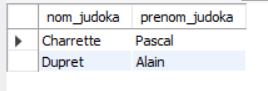 nom_judoka prenom_judoka
Charrette Pascal
Dupret Alain